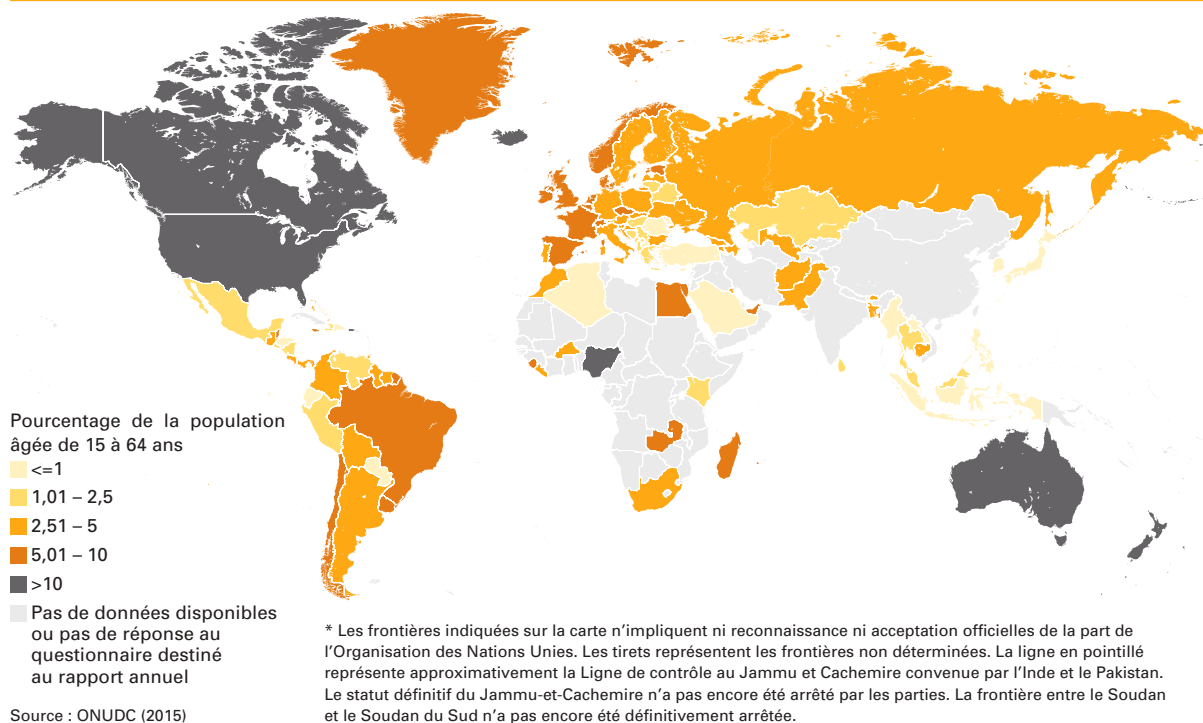 Pourcentage de la population
âgée de 15 à 64 ans
<=1
1,01 – 2,5
2,51 – 5
5,01 – 10
>10
Pas de données disponibles
ou pas de réponse au
questionnaire destiné
au rapport annuel
Source : ONUDC (2015)
* Les frontières indiquées sur la carte n’impliquent ni reconnaissance ni acceptation officielles de la part de
l’Organisation des Nations Unies. Les tirets représentent les frontières non déterminées. La ligne en pointillé
représente approximativement la Ligne de contrôle au Jammu et Cachemire convenue par l’Inde et le Pakistan.
Le statut définitif du Jammu-et-Cachemire n’a pas encore été arrêté par les parties. La frontière entre le Soudan
et le Soudan du Sud n’a pas encore été définitivement arrêtée.